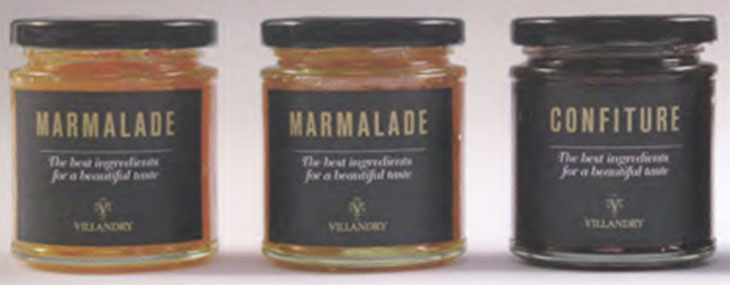 MARMALADE
The best ingredients
for a beautiful taste
VILLANDRY
MARMALADE
The best ingredients
for a beautiful taste
VILLANDRY
CONFITURE
The best ingredients
for a beautiful taste
VILLANDRY